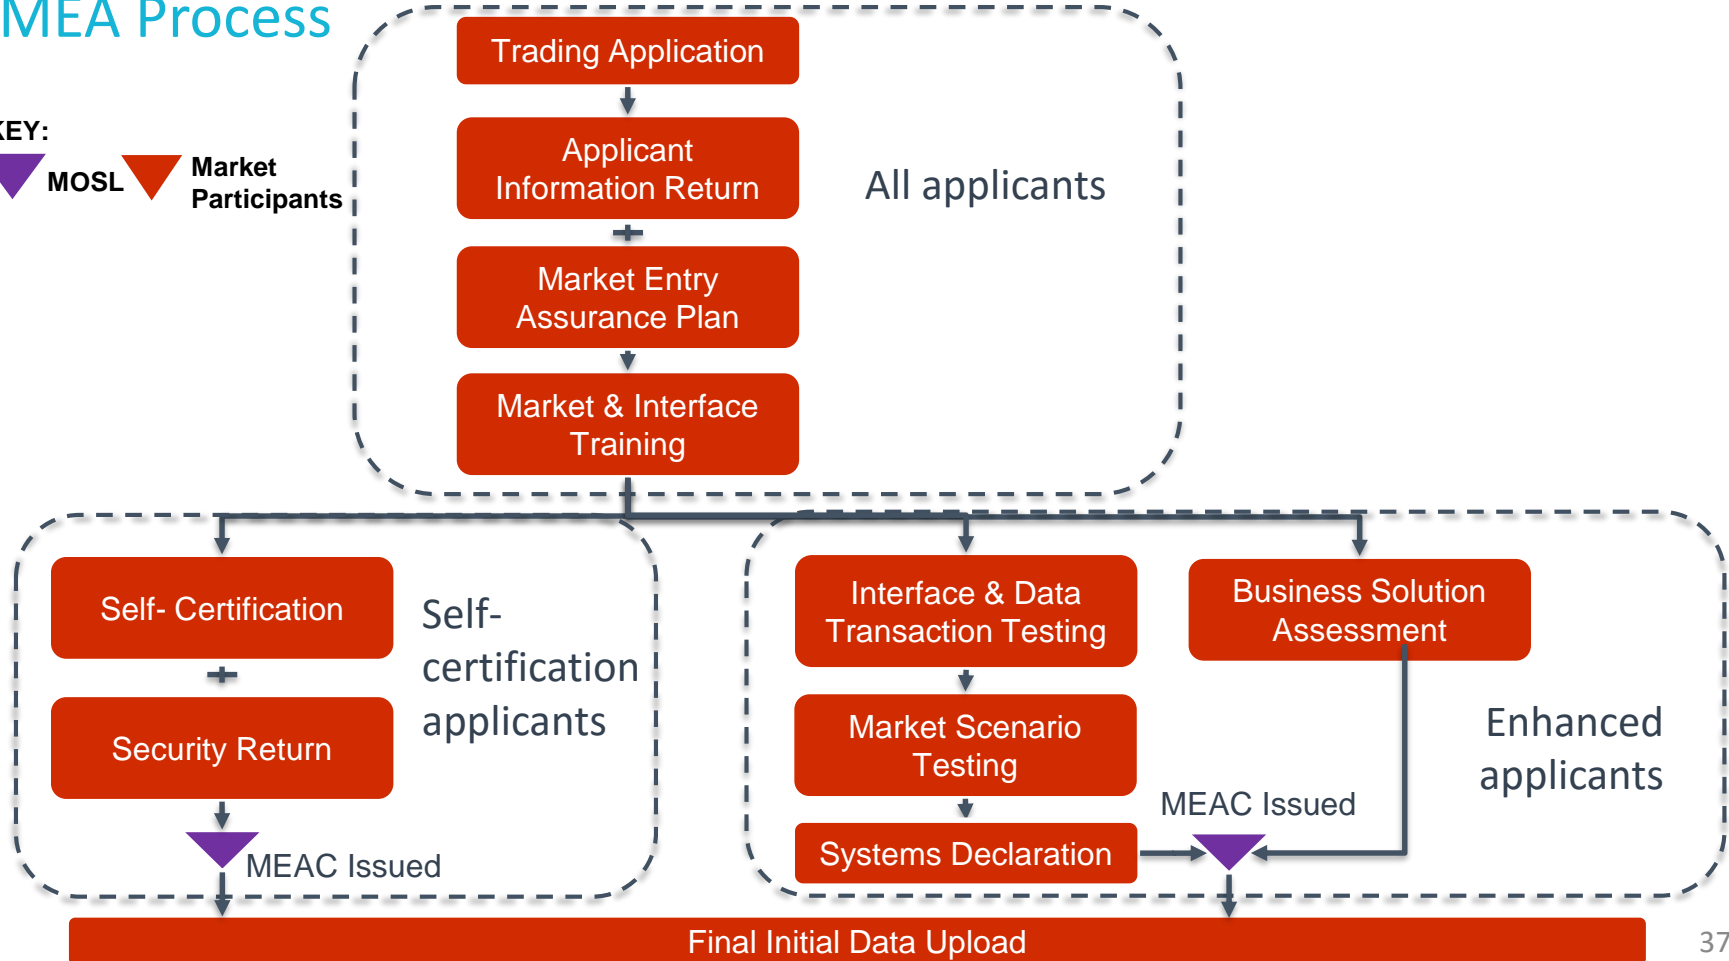 MEA Process
KEY:
MOSL
Market
Participants
Trading Application
Applicant
Information Return
All applicants
Market Entry
Assurance Plan
Market & Interface
Training
Self- Certification
Security Return
Self-
certification
applicants
MEAC Issued
Interface & Data
Transaction Testing
Market Scenario
Testing
Systems Declaration
Business Solution
Assessment
Enhanced
applicants
MEAC Issued
Final Initial Data Upload
37